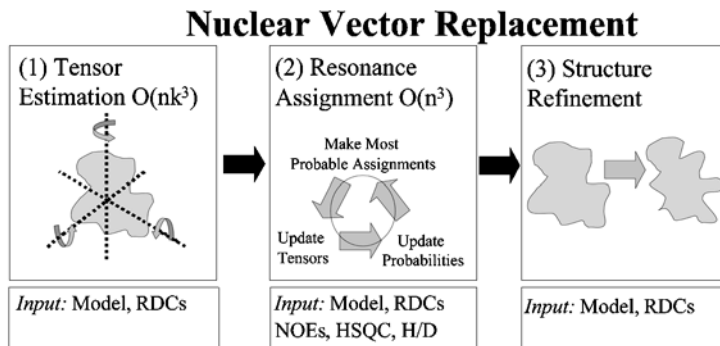 Nuclear Vector Replacement
(1) Tensor
Estimation O(nk³)
(2) Resonance
Assignment O(n³)
Make Most
Probable Assignments
Update
Tensors
Update
Probabilities
(3) Structure
Refinement
Input: Model, RDCs
Input: Model, RDCs
NOEs, HSQC, H/D
Input: Model, RDCs